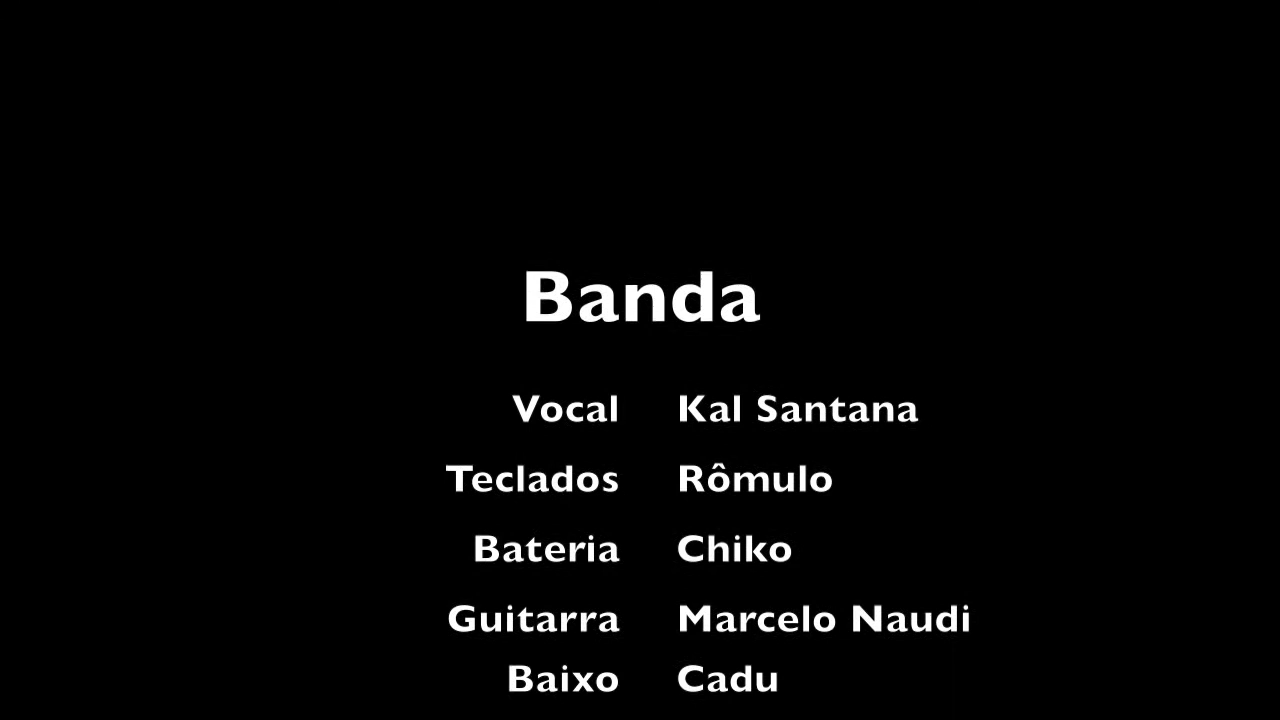 Banda
Vocal Kal Santana
Teclados Rômulo
Bateria Chiko
Guitarra Marcelo Naudi
Baixo Cadu